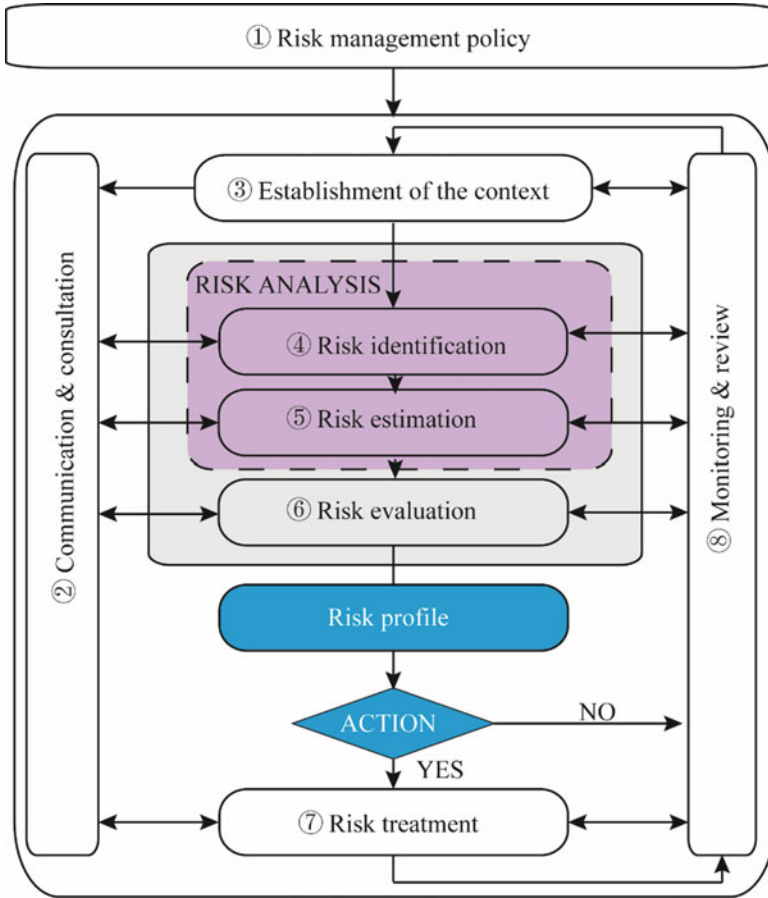 ① Risk management policy
② Communication & consultation
③ Establishment of the context
RISK ANALYSIS
④ Risk identification
⑤ Risk estimation
⑥ Risk evaluation
Risk profile
ACTION
NO
YES
⑦ Risk treatment
⑧ Monitoring & review